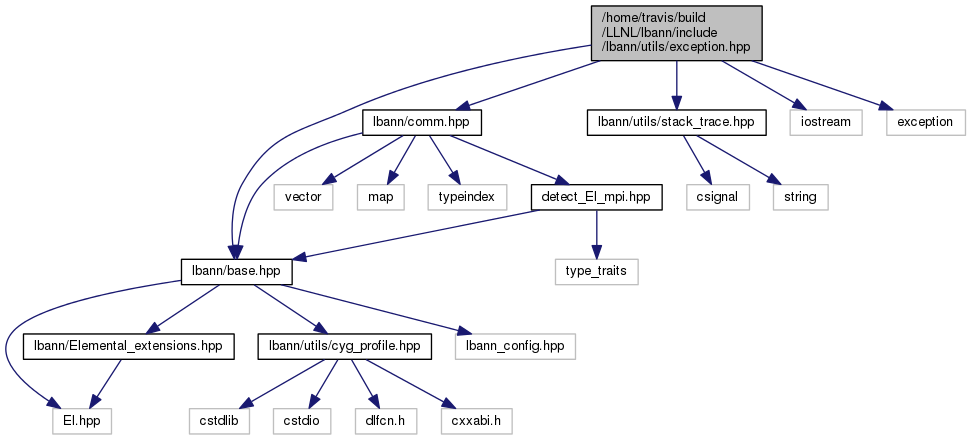 /home/travis/build
/LLNL/lbann/include
/lbann/utils/exception.hpp
lbann/comm.hpp
lbann/utils/stack_trace.hpp
iostream
exception
vector
map
typeindex
detect_El_mpi.hpp
csignal
string
lbann/base.hpp
type_traits
lbann/Elemental_extensions.hpp
lbann/utils/cyg_profile.hpp
lbann_config.hpp
El.hpp
cstdlib
cstdio
dlfcn.h
cxxabi.h